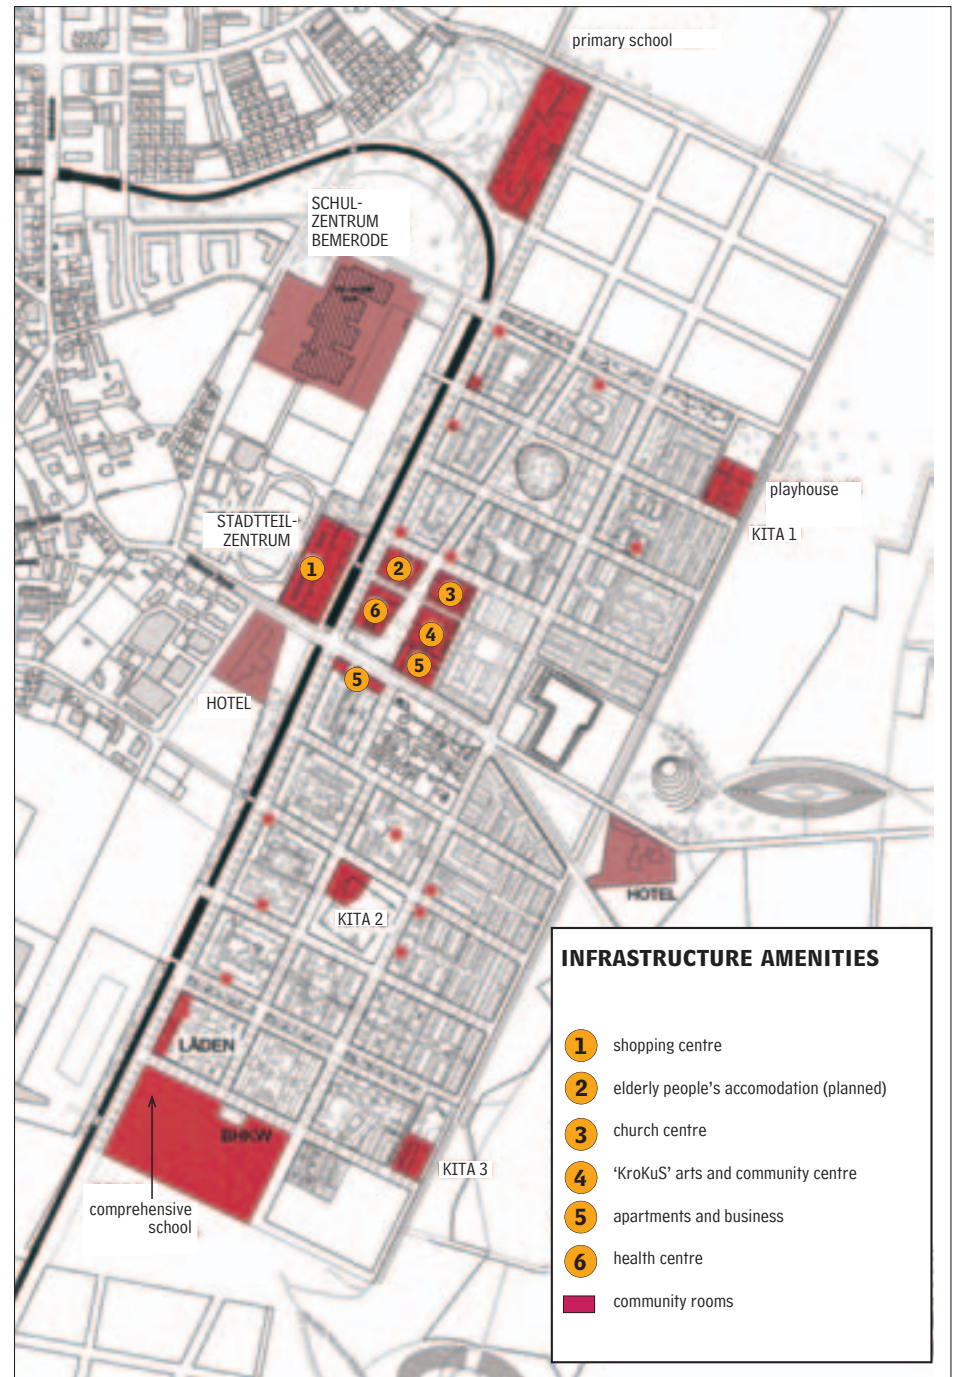 primary school
SCHUL-
ZENTRUM
BEMERODE
playhouse
KITA 1
STADTTEIL-
ZENTRUM
1
2
3
6
4
5
5
HOTEL
HOTEL
KITA 2
LÄDEN
BHKW
KITA 3
comprehensive
school
INFRASTRUCTURE AMENITIES
1 shopping centre
2 elderly people's accomodation (planned)
3 church centre
4 'KroKuS' arts and community centre
5 apartments and business
6 health centre
community rooms